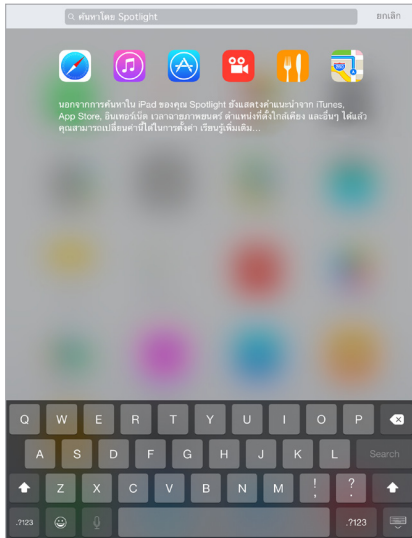 ค้นหาโดย Spotlight ยกเลิก
นอกจากการค้นหาใน iPad ของคุณ Spotlight ยังแสดงคำแนะนำจาก iTunes,
App Store, อินเทอร์เน็ต เวลาฉายภาพยนตร์ ตำแหน่งที่ตั้งใกล้เคียง และอื่นๆ ได้แล้ว
คุณสามารถเปลี่ยนค่านี้ได้ในการตั้งค่า เรียนรู้เพิ่มเติม...
280
Q W E R T Y U I O P
A S D F G H J K L Search
Z X C V B N M ! , ? .
.?123 .?123